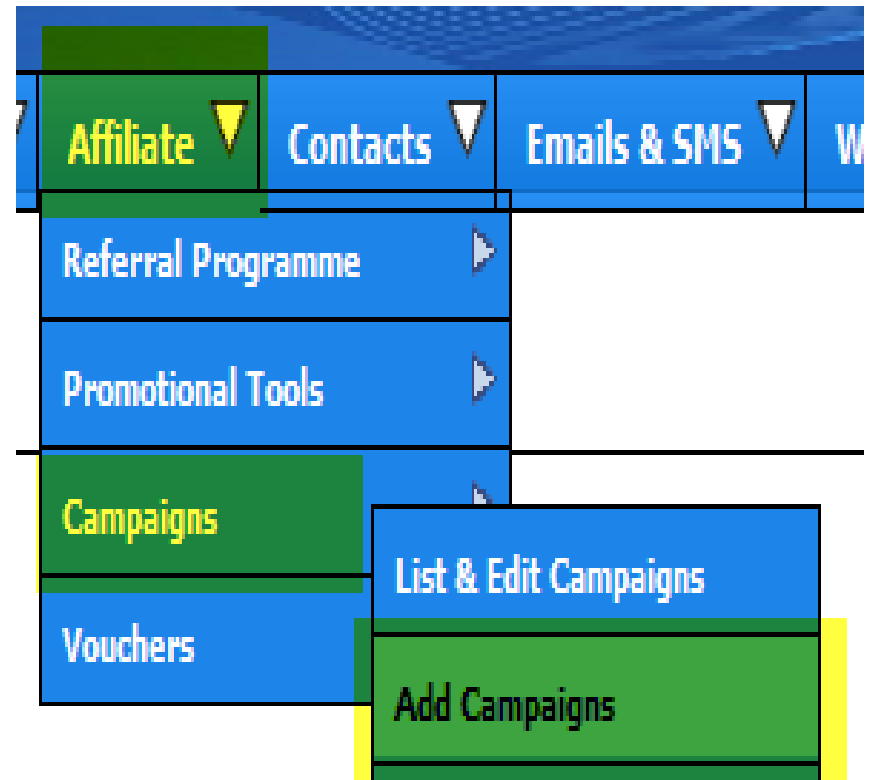 Affiliate Contacts Emails & SMS W
Referral Programme
Promotional Tools
Campaigns
List & Edit Campaigns
Vouchers
Add Campaigns